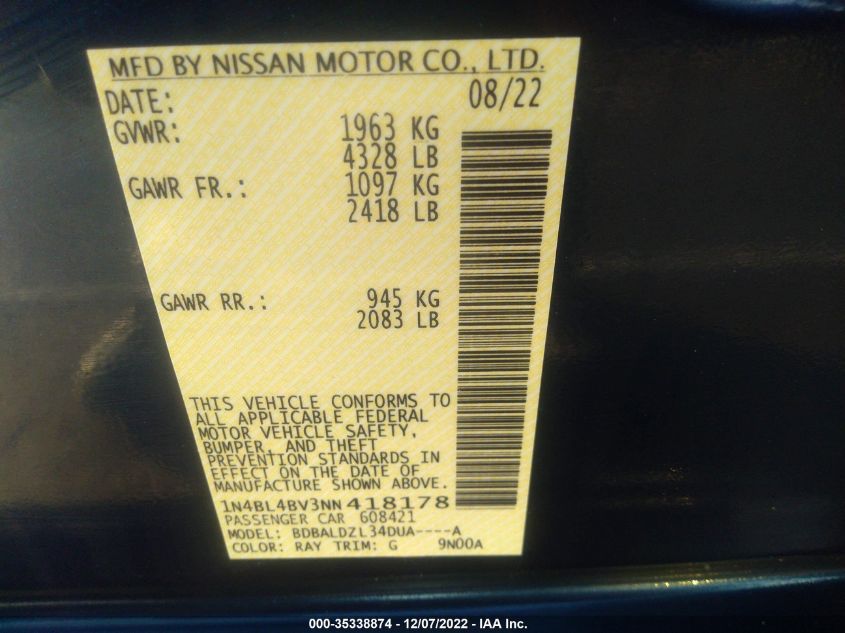 MFD BY NISSAN MOTOR CO., LTD.
DATE: 08/22
GVWR: 1963 KG
4328 LB
GAWR FR.: 1097 KG
2418 LB
GAWR RR.: 945 KG
2083 LB
THIS VEHICLE CONFORMS TO
ALL APPLICABLE FEDERAL
MOTOR VEHICLE SAFETY,
BUMPER, AND THEFT
PREVENTION STANDARDS IN
EFFECT ON THE DATE OF
MANUFACTURE SHOWN ABOVE.
1N4BL4BV3NN418178
PASSENGER CAR 608421
MODEL: BDBALDZL34DUA----A
COLOR: RAY TRIM: G 9N00A
000-35338874 - 12/07/2022 - IAA Inc.